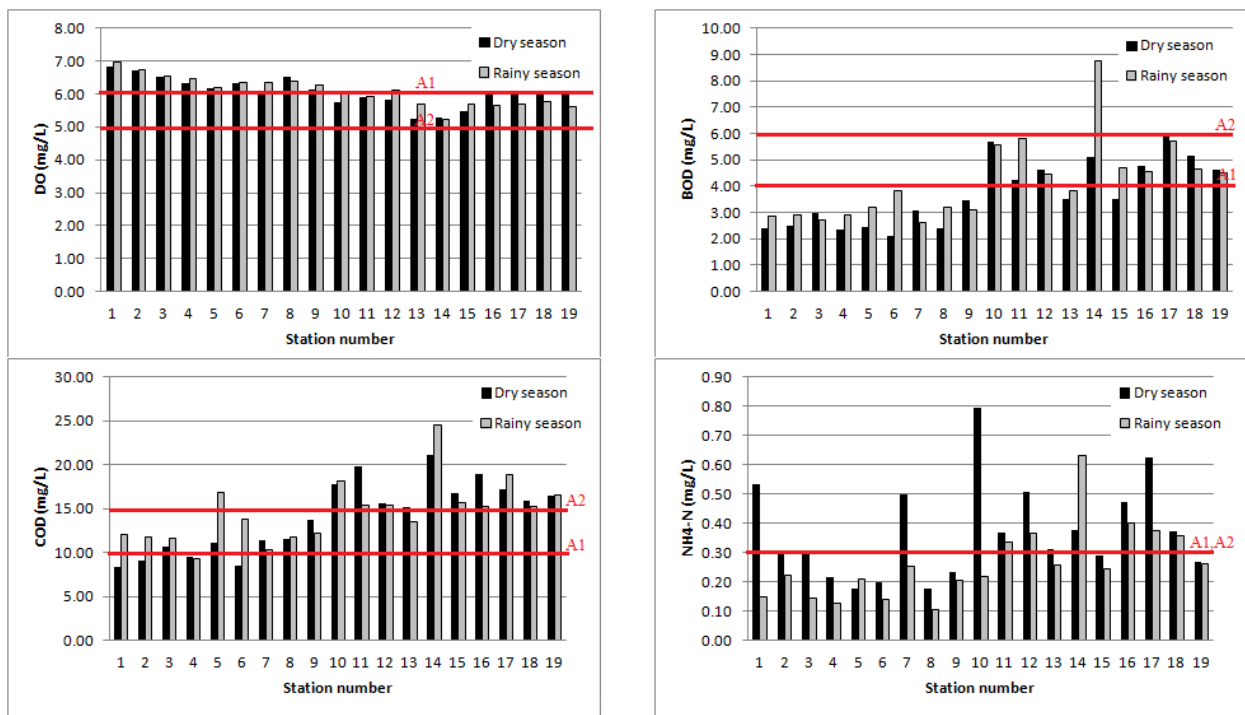 8.00
7.00
6.00
5.00
4.00
3.00
2.00
1.00
0.00
DO (mg/L)
Dry season
Rainy season
A1
A2
1 2 3 4 5 6 7 8 9 10 11 12 13 14 15 16 17 18 19
Station number
10.00
9.00
8.00
7.00
6.00
5.00
4.00
3.00
2.00
1.00
0.00
BOD (mg/L)
Dry season
Rainy season
A2
A1
1 2 3 4 5 6 7 8 9 10 11 12 13 14 15 16 17 18 19
Station number
30.00
25.00
20.00
15.00
10.00
5.00
0.00
COD (mg/L)
Dry season
Rainy season
A2
A1
1 2 3 4 5 6 7 8 9 10 11 12 13 14 15 16 17 18 19
Station number
0.90
0.80
0.70
0.60
0.50
0.40
0.30
0.20
0.10
0.00
NH4-N (mg/L)
Dry season
Rainy season
A1,A2
1 2 3 4 5 6 7 8 9 10 11 12 13 14 15 16 17 18 19
Station number